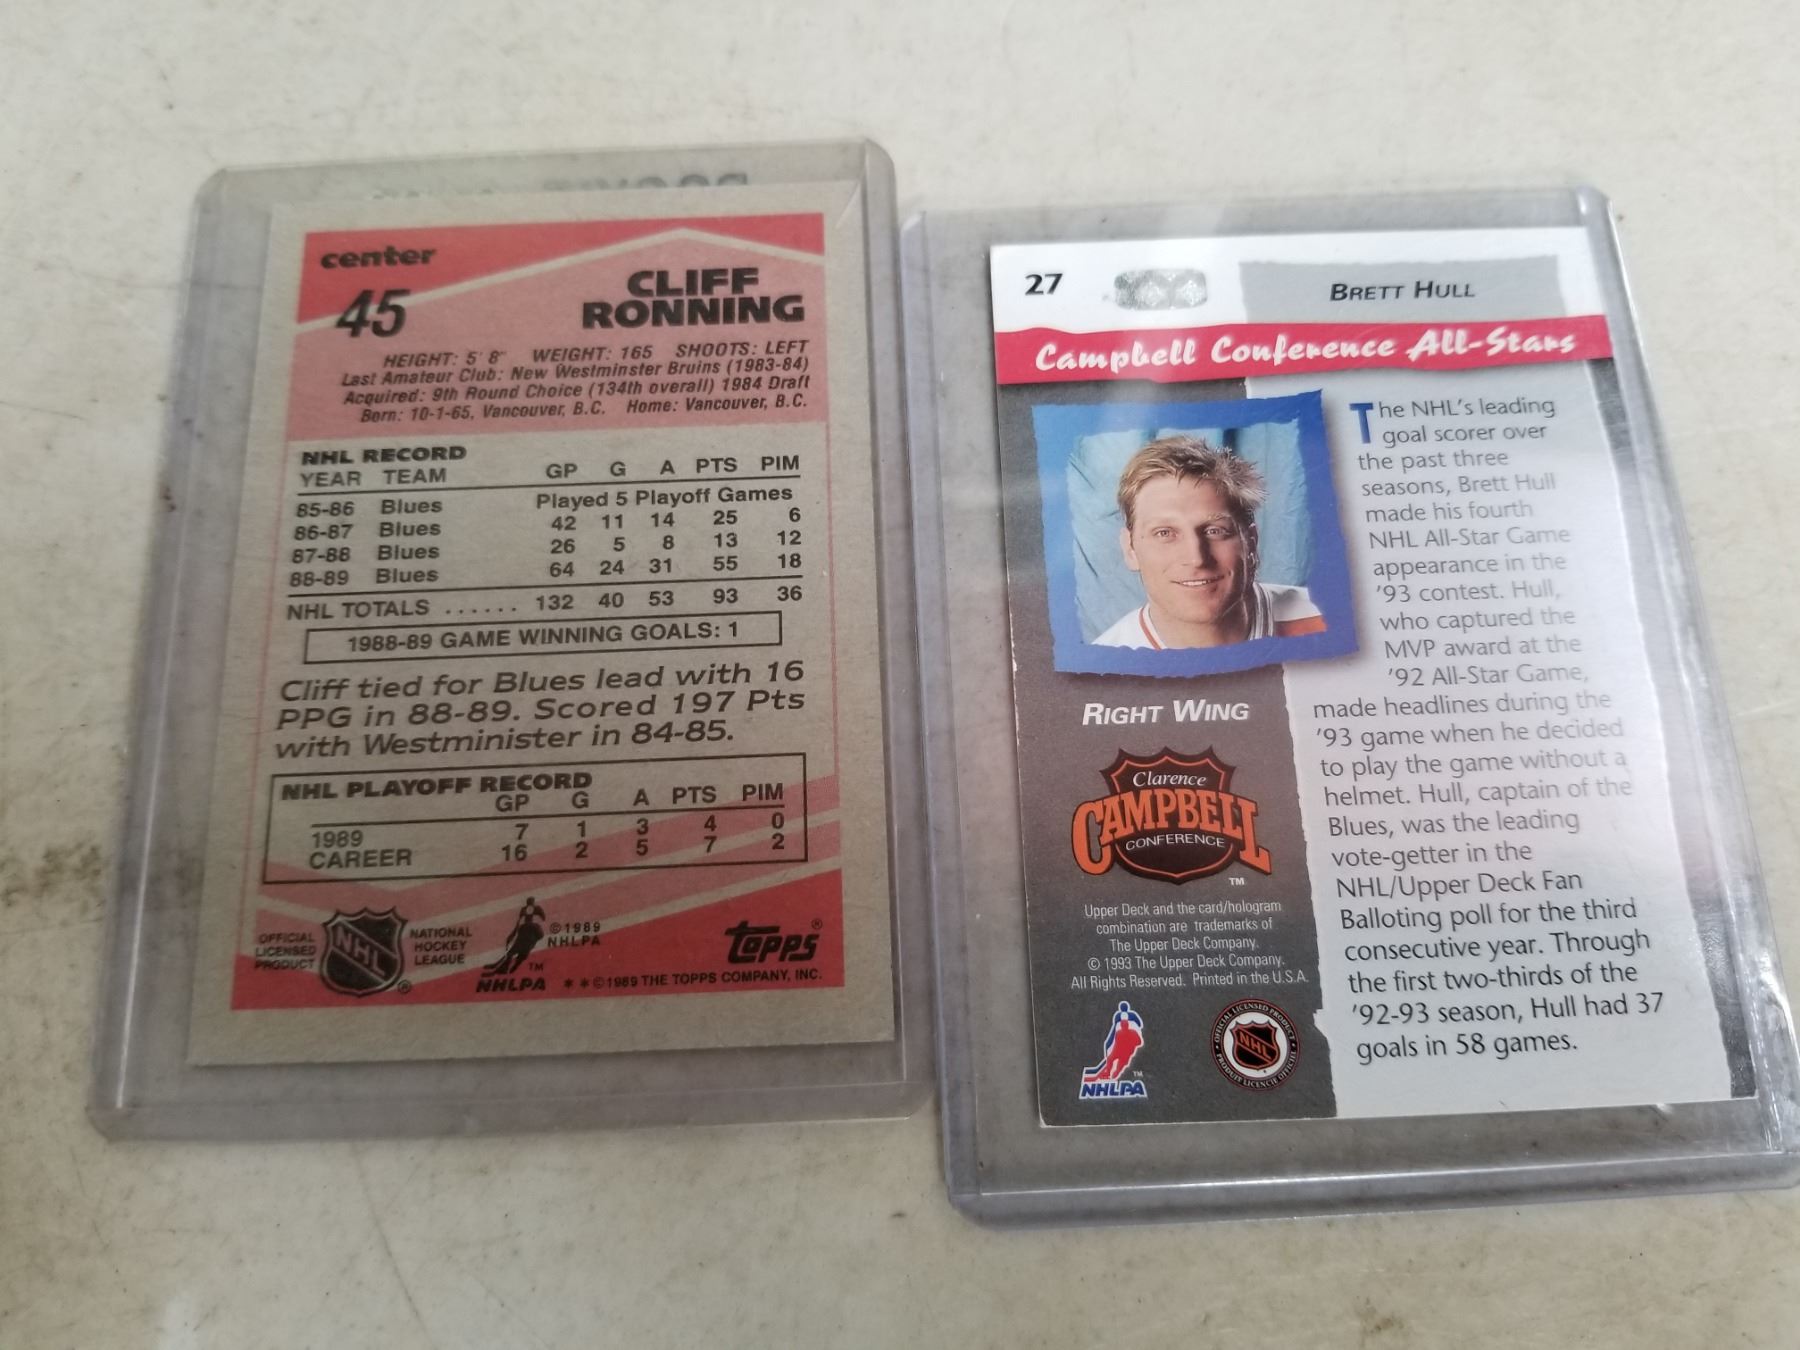 center
45
CLIFF
RONNING
HEIGHT: 5' 8" WEIGHT: 165 SHOOTS: LEFT
Last Amateur Club: New Westminster Bruins (1983-84)
Acquired: 9th Round Choice (134th overall) 1984 Draft
Born: 10-1-65, Vancouver, B.C. Home: Vancouver, B.C.
NHL RECORD
YEAR TEAM GP G A PTS PIM
85-86 Blues Played 5 Playoff Games
86-87 Blues 42 11 14 25 6
87-88 Blues 26 5 8 13 12
88-89 Blues 64 24 31 55 18
NHL TOTALS ...... 132 40 53 93 36
1988-89 GAME WINNING GOALS: 1
Cliff tied for Blues lead with 16
PPG in 88-89. Scored 197 Pts
with Westminister in 84-85.
NHL PLAYOFF RECORD
GP G A PTS PIM
1989 7 1 3 4 0
CAREER 16 2 5 7 2
OFFICIAL
LICENSED
PRODUCT
NHL
®
NATIONAL
HOCKEY
LEAGUE
TM
NHLPA
©1989
NHLPA
topps®
* * ©1989 THE TOPPS COMPANY, INC.
27
BRETT HULL
Campbell Conference All-Stars
The NHL's leading
goal scorer over
the past three
seasons, Brett Hull
made his fourth
NHL All-Star Game
appearance in the
'93 contest. Hull,
who captured the
MVP award at the
'92 All-Star Game,
made headlines during the
'93 game when he decided
to play the game without a
helmet. Hull, captain of the
Blues, was the leading
vote-getter in the
NHL/Upper Deck Fan
Balloting poll for the third
consecutive year. Through
the first two-thirds of the
'92-93 season, Hull had 37
goals in 58 games.
RIGHT WING
Clarence
CAMPBELL
CONFERENCE
TM
Upper Deck and the card/hologram
combination are trademarks of
The Upper Deck Company.
© 1993 The Upper Deck Company.
All Rights Reserved. Printed in the U.S.A.
TM
NHLPA
OFFICIAL LICENSED PRODUCT
NHL
PRODUIT LICENCIÉ OFFICIEL